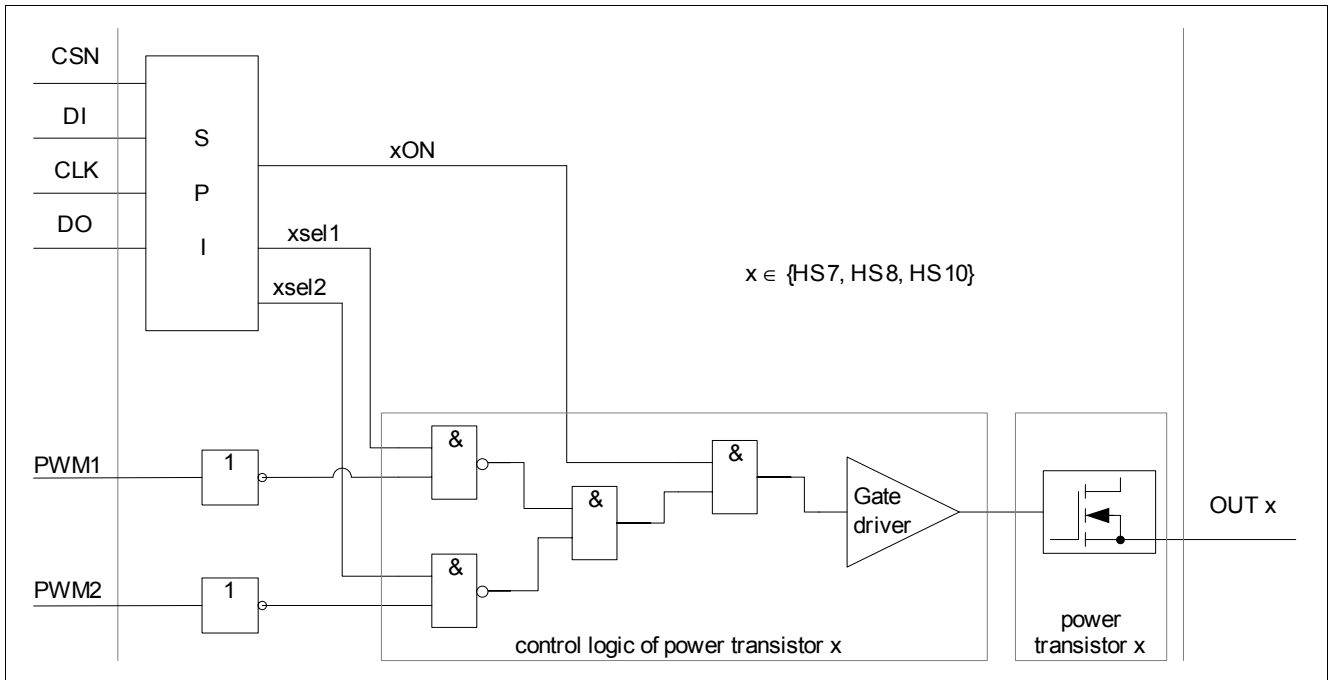 CSN
DI
CLK
DO
S
P
I
xON
xsel1
xsel2
x ∈ {HS7, HS8, HS10}
PWM1
1
&
&
&
Gate
driver
OUT x
PWM2
1
&
control logic of power transistor x
power
transistor x